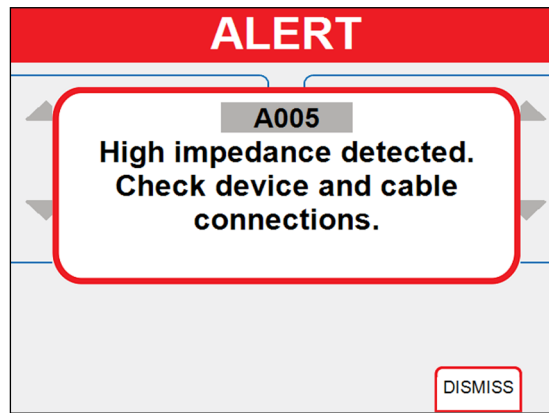 ALERT
A005
High impedance detected.
Check device and cable
connections.
DISMISS